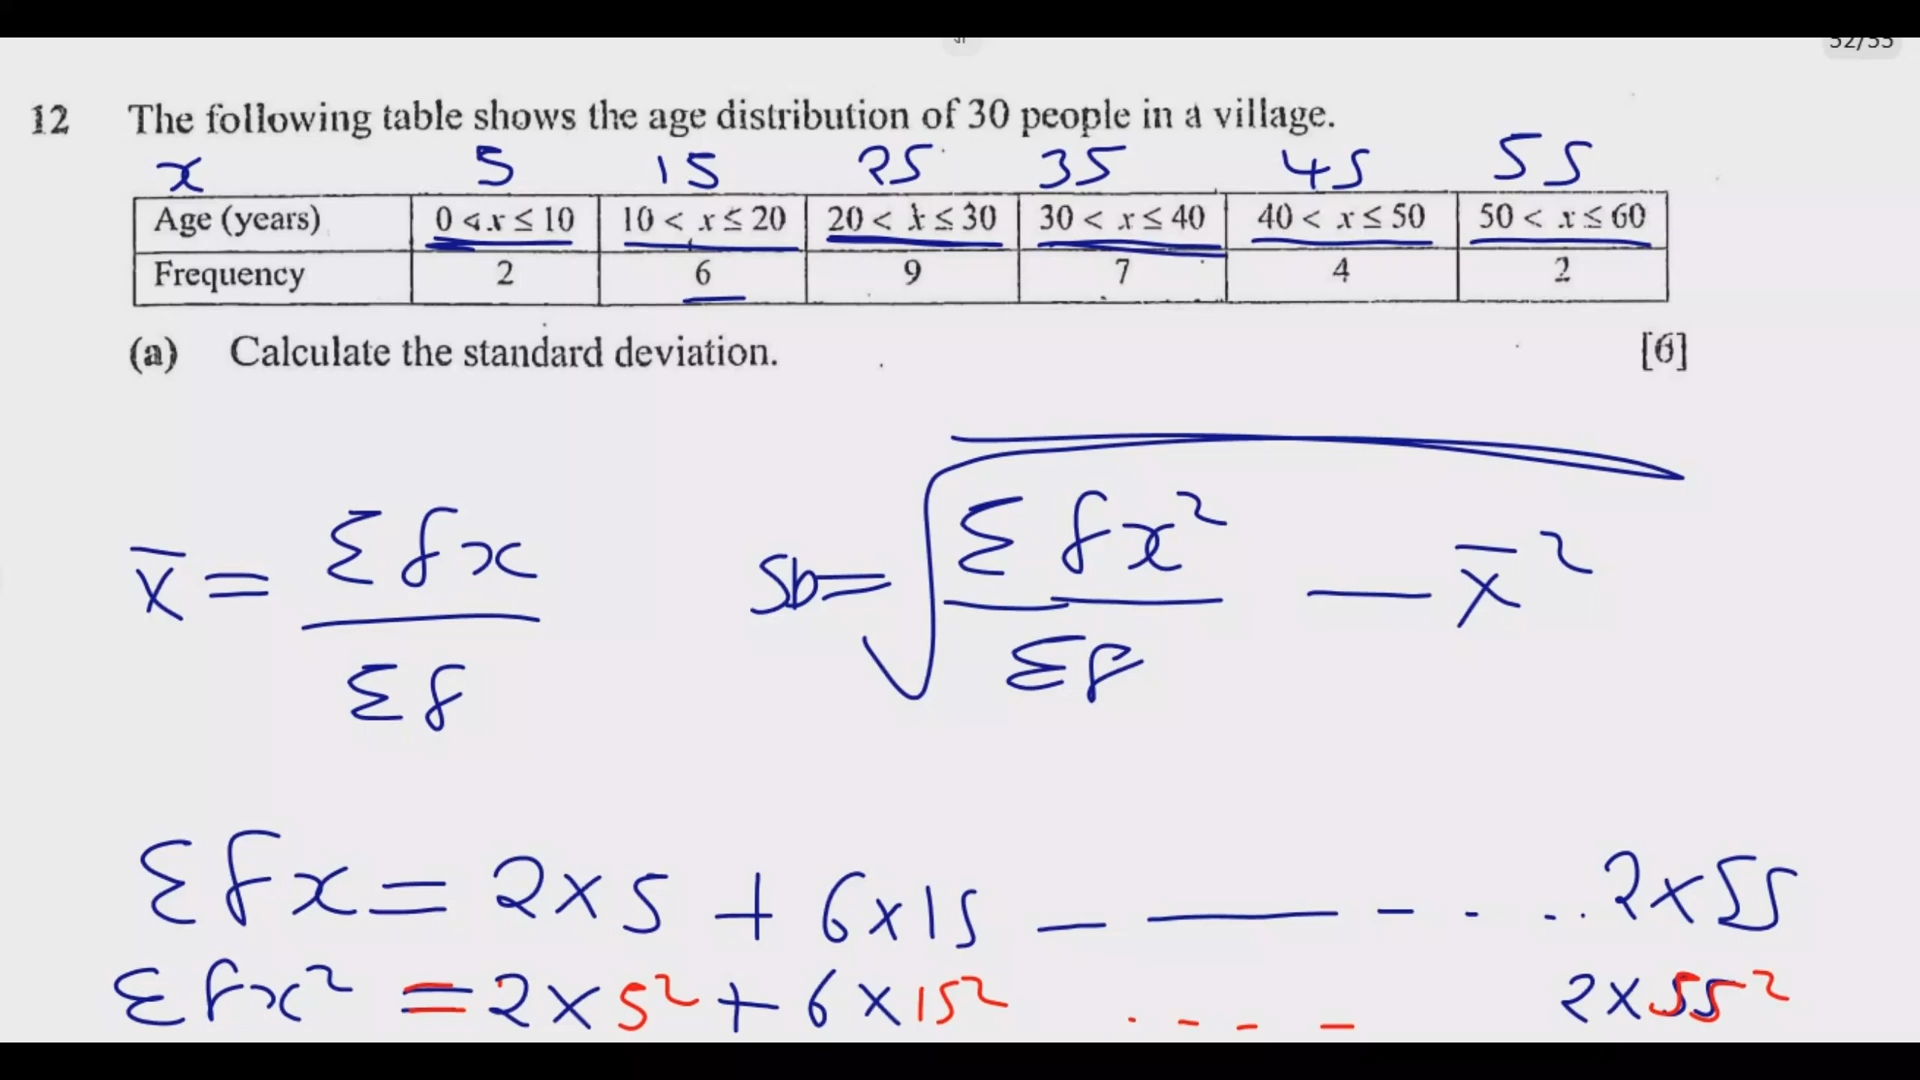 52/55
12 The following table shows the age distribution of 30 people in a village.
x 5 15 25 35 45 55
Age (years) 0 < x ≤ 10 10 < x ≤ 20 20 < x ≤ 30 30 < x ≤ 40 40 < x ≤ 50 50 < x ≤ 60
Frequency 2 6 9 7 4 2
(a) Calculate the standard deviation. [6]
x̄ = Σfx / Σf SD = √(Σfx² / Σf — x̄²)
Σfx = 2 × 5 + 6 × 15 — — - - . . . 2 × 55
Σfx² = 2 × 5² + 6 × 15² . - - - 2 × 55²